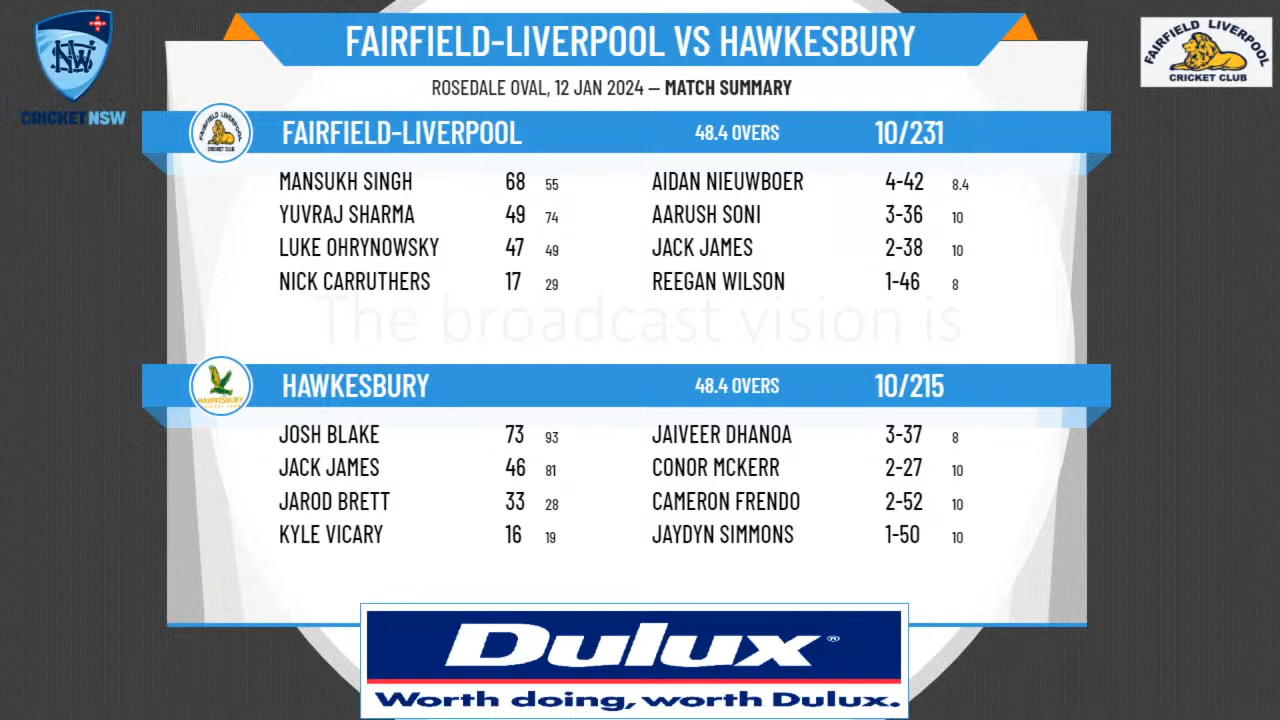 FAIRFIELD-LIVERPOOL VS HAWKESBURY
FAIRFIELD LIVERPOOL
CRICKET CLUB
CRICKET NSW
ROSEDALE OVAL, 12 JAN 2024 – MATCH SUMMARY
FAIRFIELD-LIVERPOOL 48.4 OVERS 10/231
MANSUKH SINGH 68 55 AIDAN NIEUWBOER 4-42 8.4
YUVRAJ SHARMA 49 74 AARUSH SONI 3-36 10
LUKE OHRYNOWSKY 47 49 JACK JAMES 2-38 10
NICK CARRUTHERS 17 29 REEGAN WILSON 1-46 8
The broadcast vision is
HAWKESBURY 48.4 OVERS 10/215
HAWKESBURY
JOSH BLAKE 73 93 JAIVEER DHANOA 3-37 8
JACK JAMES 46 81 CONOR MCKERR 2-27 10
JAROD BRETT 33 28 CAMERON FRENDO 2-52 10
KYLE VICARY 16 19 JAYDYN SIMMONS 1-50 10
Dulux®
Worth doing, worth Dulux.